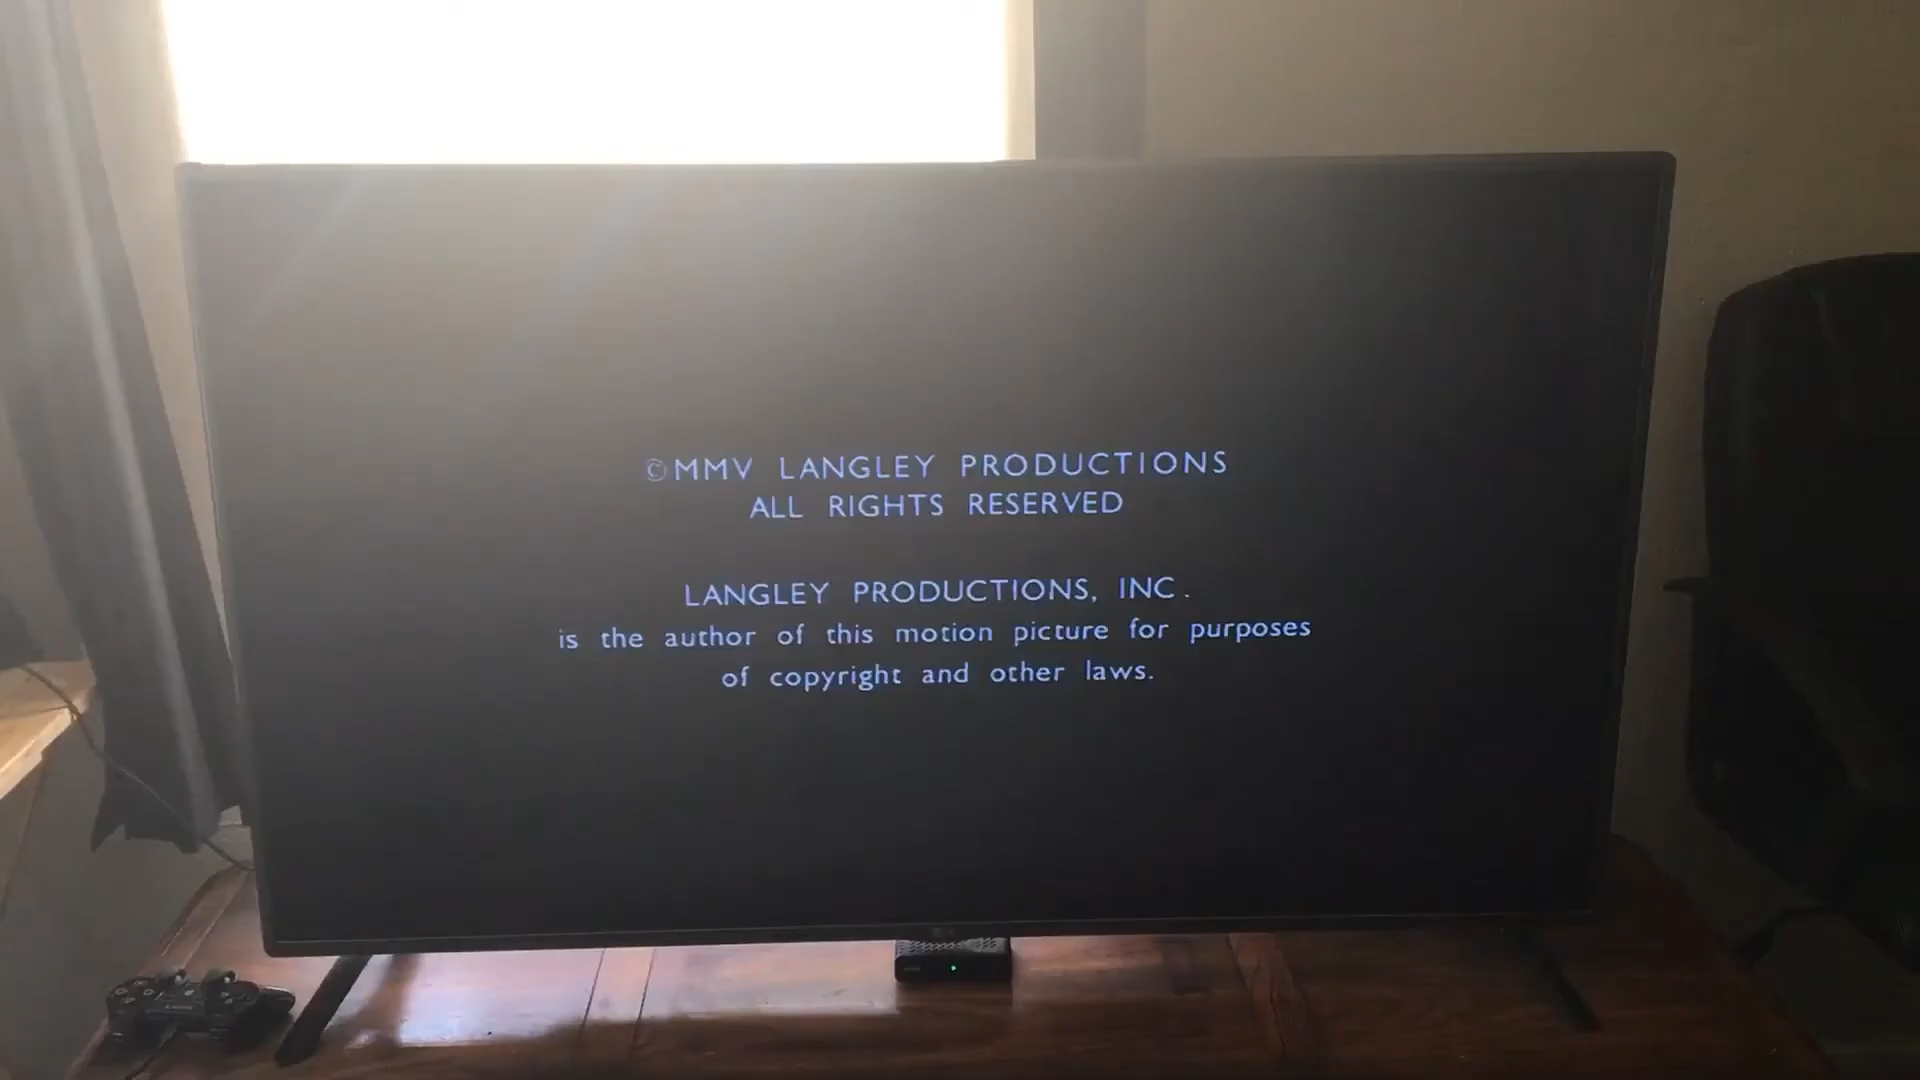 ©MMV LANGLEY PRODUCTIONS
ALL RIGHTS RESERVED
LANGLEY PRODUCTIONS, INC.
is the author of this motion picture for purposes
of copyright and other laws.